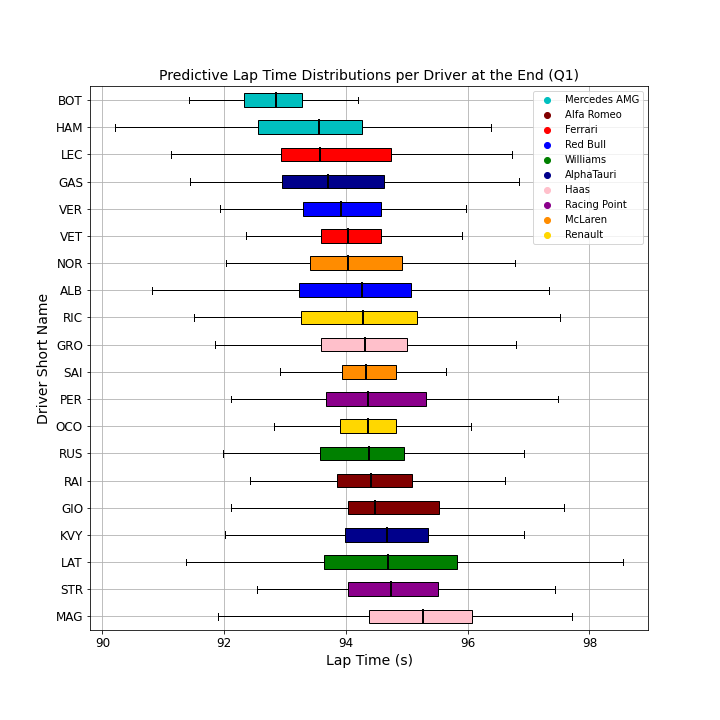 Predictive Lap Time Distributions per Driver at the End (Q1)
Driver Short Name
BOT
HAM
LEC
GAS
VER
VET
NOR
ALB
RIC
GRO
SAI
PER
OCO
RUS
RAI
GIO
KVY
LAT
STR
MAG
Mercedes AMG
Alfa Romeo
Ferrari
Red Bull
Williams
AlphaTauri
Haas
Racing Point
McLaren
Renault
90 92 94 96 98
Lap Time (s)